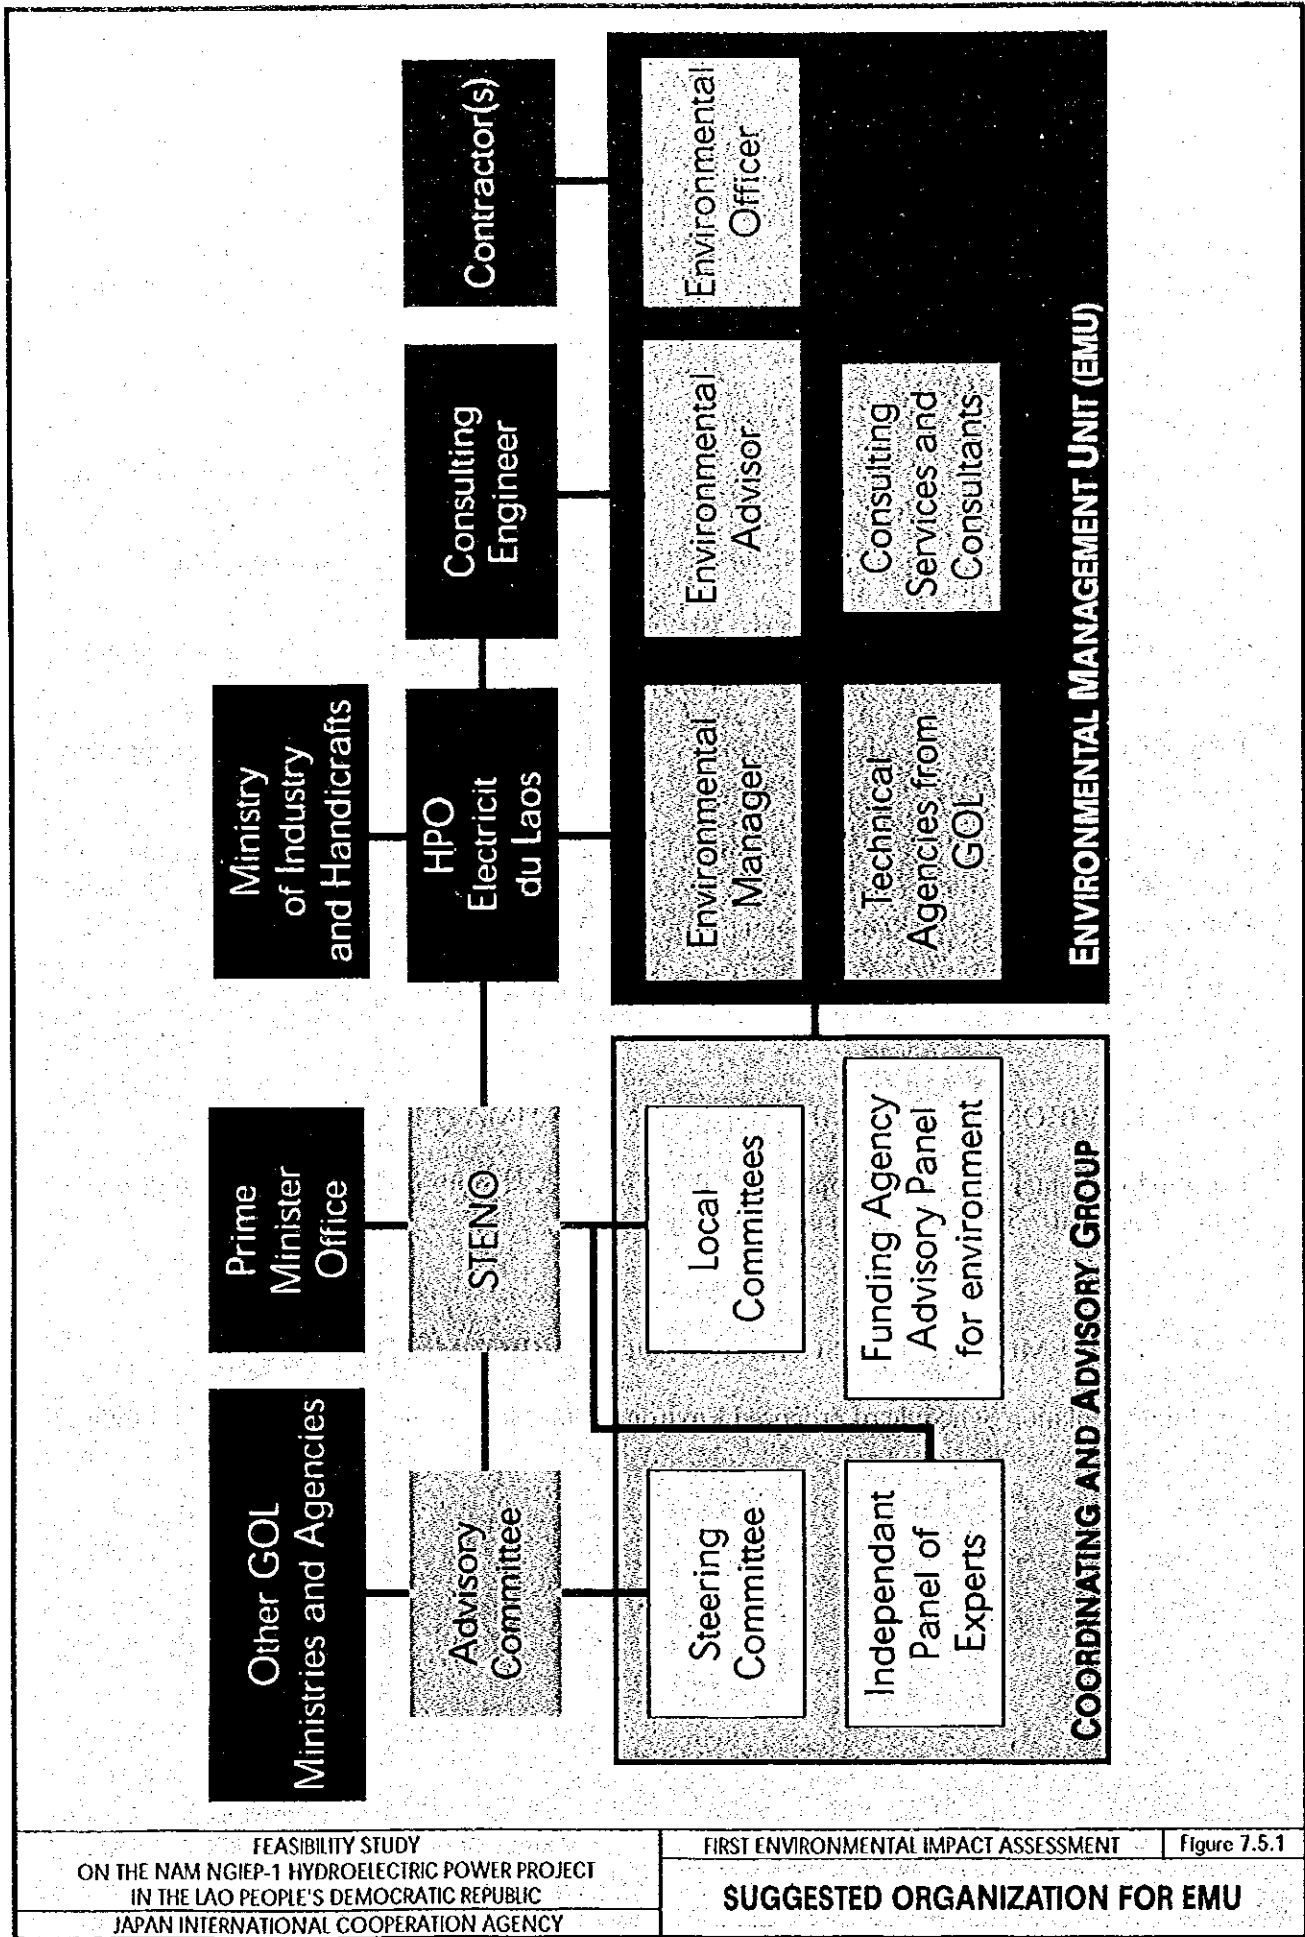 Other GOL
Ministries and Agencies
Prime
Minister
Office
Ministry
of Industry
and Handicrafts
Advisory
Committee
STENO
HPO
Electricit
du Laos
Consulting
Engineer
Contractor(s)
Steering
Committee
Local
Committees
Independant
Panel of
Experts
Funding Agency
Advisory Panel
for environment
COORDINATING AND ADVISORY GROUP
Environmental
Manager
Environmental
Advisor
Environmental
Officer
Technical
Agencies from
GOL
Consulting
Services and
Consultants
ENVIRONMENTAL MANAGEMENT UNIT (EMU)
FEASIBILITY STUDY
ON THE NAM NGIEP-1 HYDROELECTRIC POWER PROJECT
IN THE LAO PEOPLE'S DEMOCRATIC REPUBLIC
JAPAN INTERNATIONAL COOPERATION AGENCY
FIRST ENVIRONMENTAL IMPACT ASSESSMENT
Figure 7.5.1
SUGGESTED ORGANIZATION FOR EMU